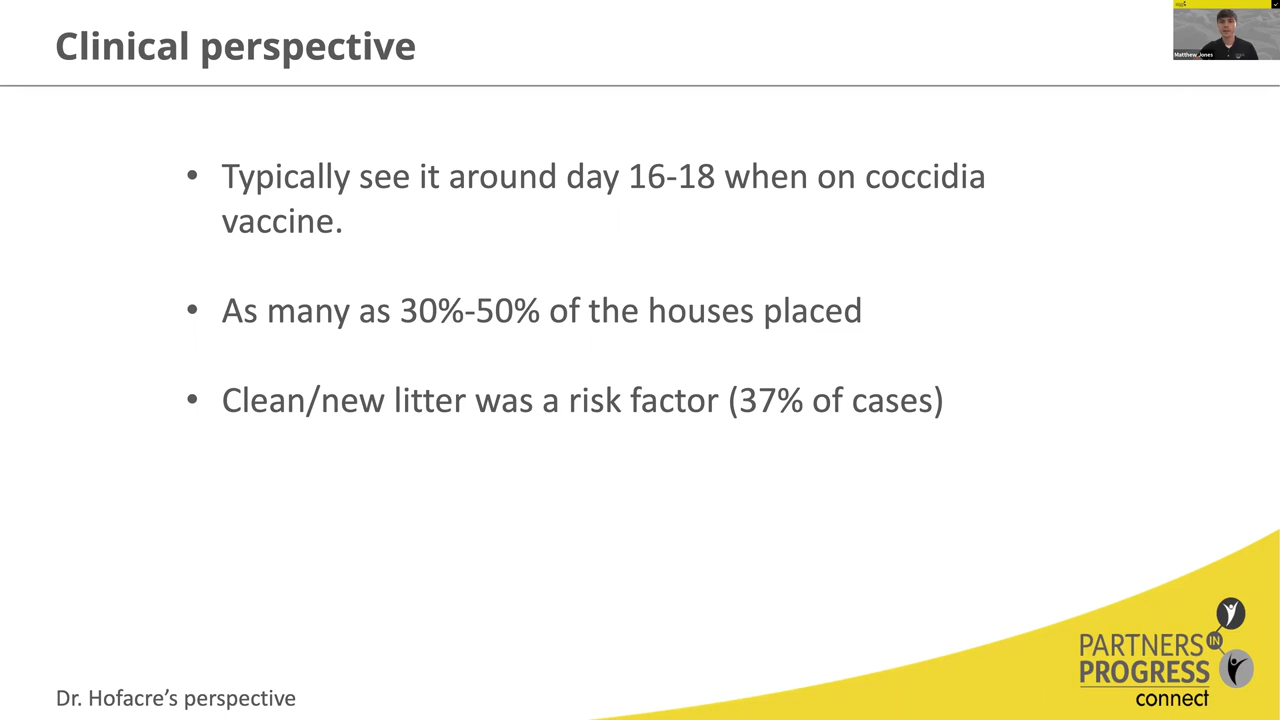 Clinical perspective
Matthew Jones
• Typically see it around day 16-18 when on coccidia
vaccine.
• As many as 30%-50% of the houses placed
• Clean/new litter was a risk factor (37% of cases)
PARTNERS IN
PROGRESS
connect
Dr. Hofacre’s perspective